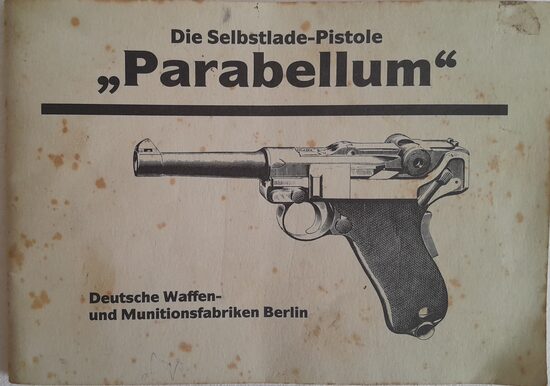 Die Selbstlade-Pistole
„Parabellum“
Deutsche Waffen-
und Munitionsfabriken Berlin